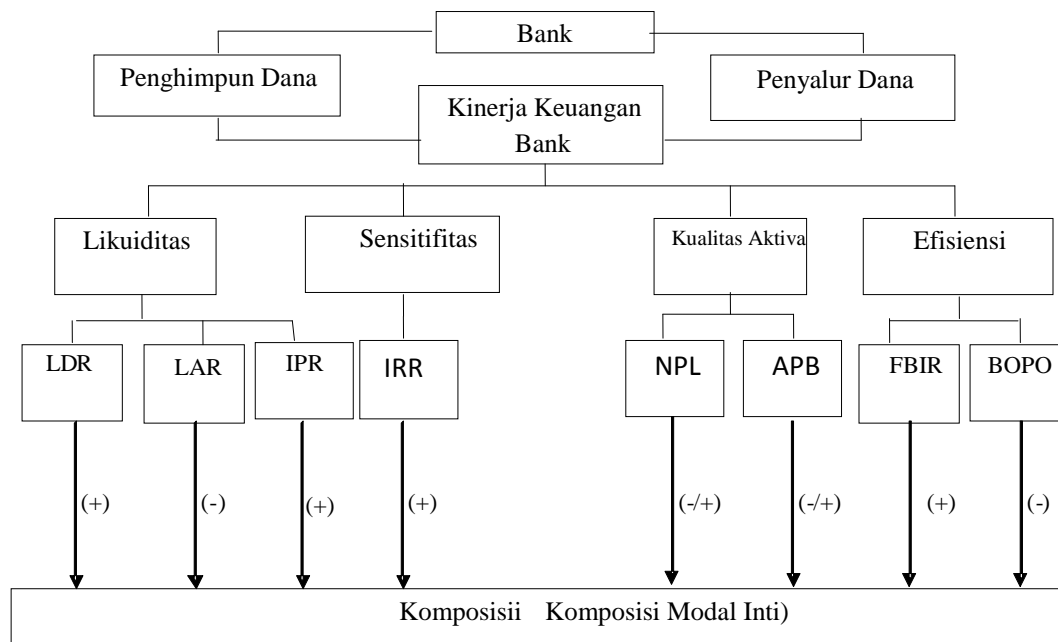 Bank
Penghimpun Dana
Penyalur Dana
Kinerja Keuangan
Bank
Likuiditas
Sensitifitas
Kualitas Aktiva
Efisiensi
LDR
LAR
IPR
IRR
NPL
APB
FBIR
BOPO
(+)
(-)
(+)
(+)
(-/+)
(-/+)
(+)
(-)
Komposisii Komposisi Modal Inti)